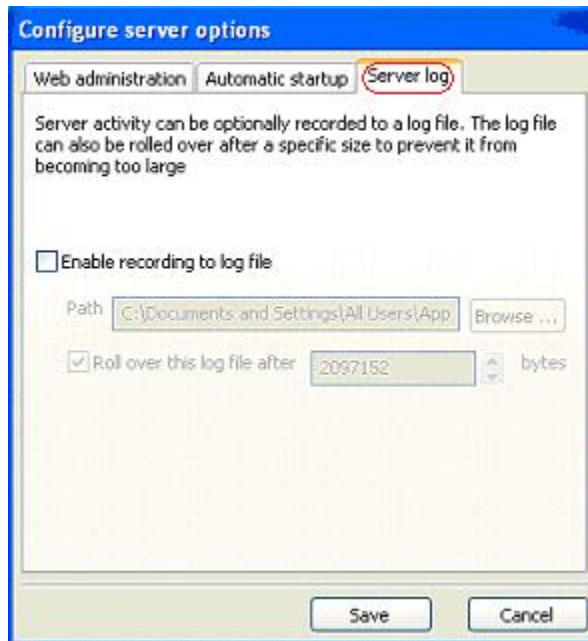 Configure server options
Web administration Automatic startup Server log
Server activity can be optionally recorded to a log file. The log file
can also be rolled over after a specific size to prevent it from
becoming too large
Enable recording to log file
Path C:\Documents and Settings\All Users\App Browse ...
Roll over this log file after 2097152 bytes
Save Cancel